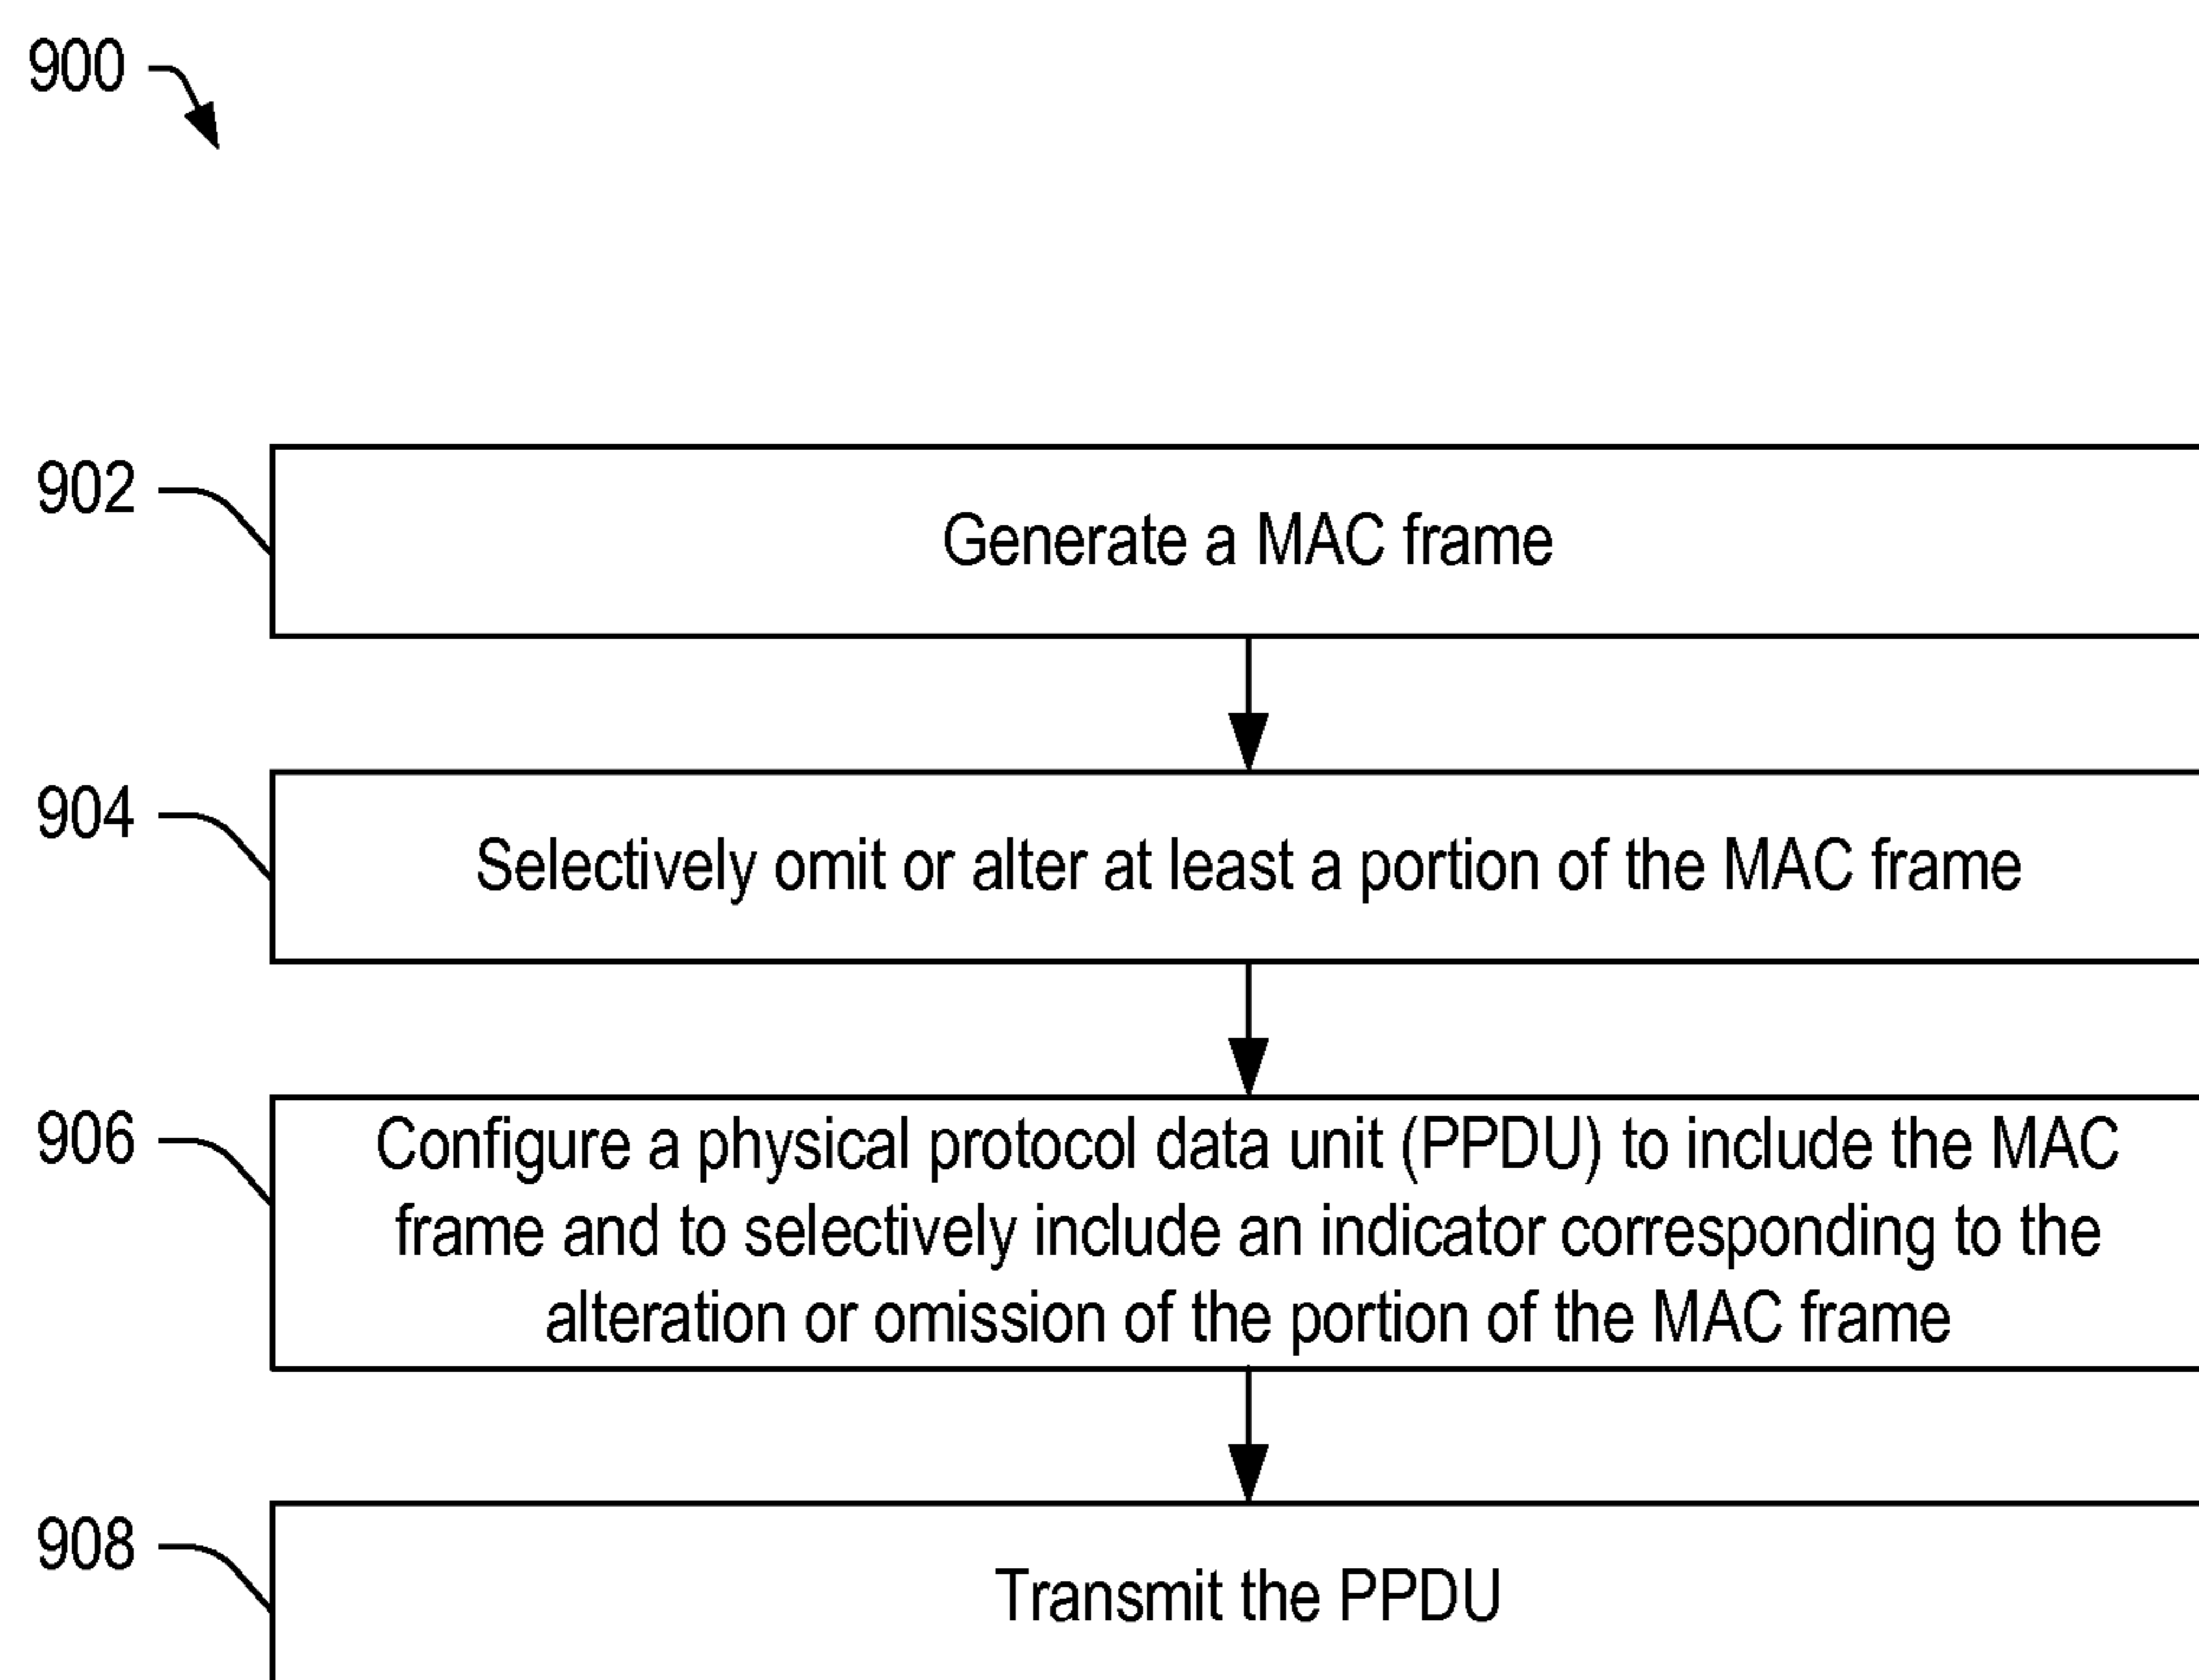 900
902
Generate a MAC frame
904
Selectively omit or alter at least a portion of the MAC frame
906
Configure a physical protocol data unit (PPDU) to include the MAC
frame and to selectively include an indicator corresponding to the
alteration or omission of the portion of the MAC frame
908
Transmit the PPDU